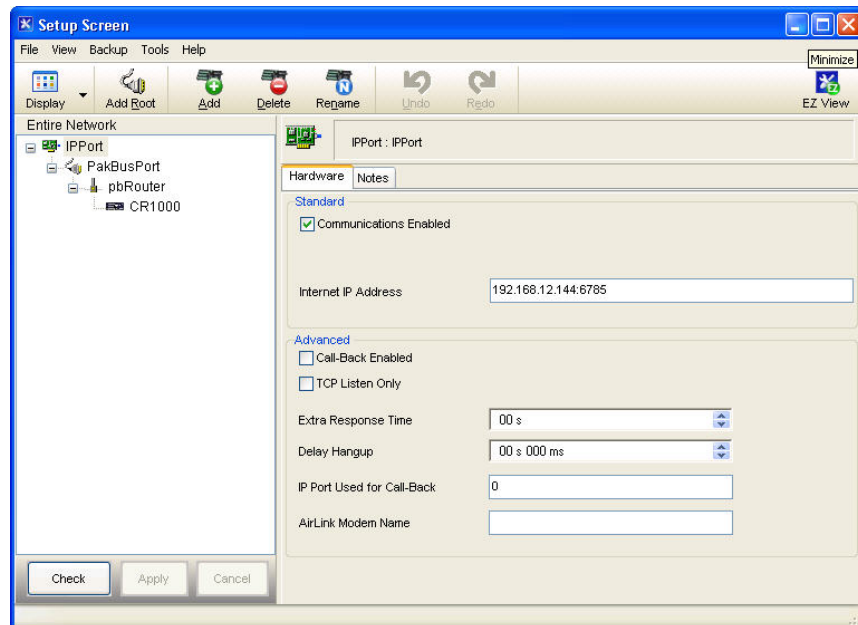 Setup Screen
File View Backup Tools Help
Minimize
Display Add Root Add Delete Rename Undo Redo EZ View
Entire Network
IPPort
PakBusPort
pbRouter
CR1000
IPPort : IPPort
Hardware Notes
Standard
Communications Enabled
Internet IP Address 192.168.12.144:6785
Advanced
Call-Back Enabled
TCP Listen Only
Extra Response Time 00 s
Delay Hangup 00 s 000 ms
IP Port Used for Call-Back 0
AirLink Modem Name
Check Apply Cancel